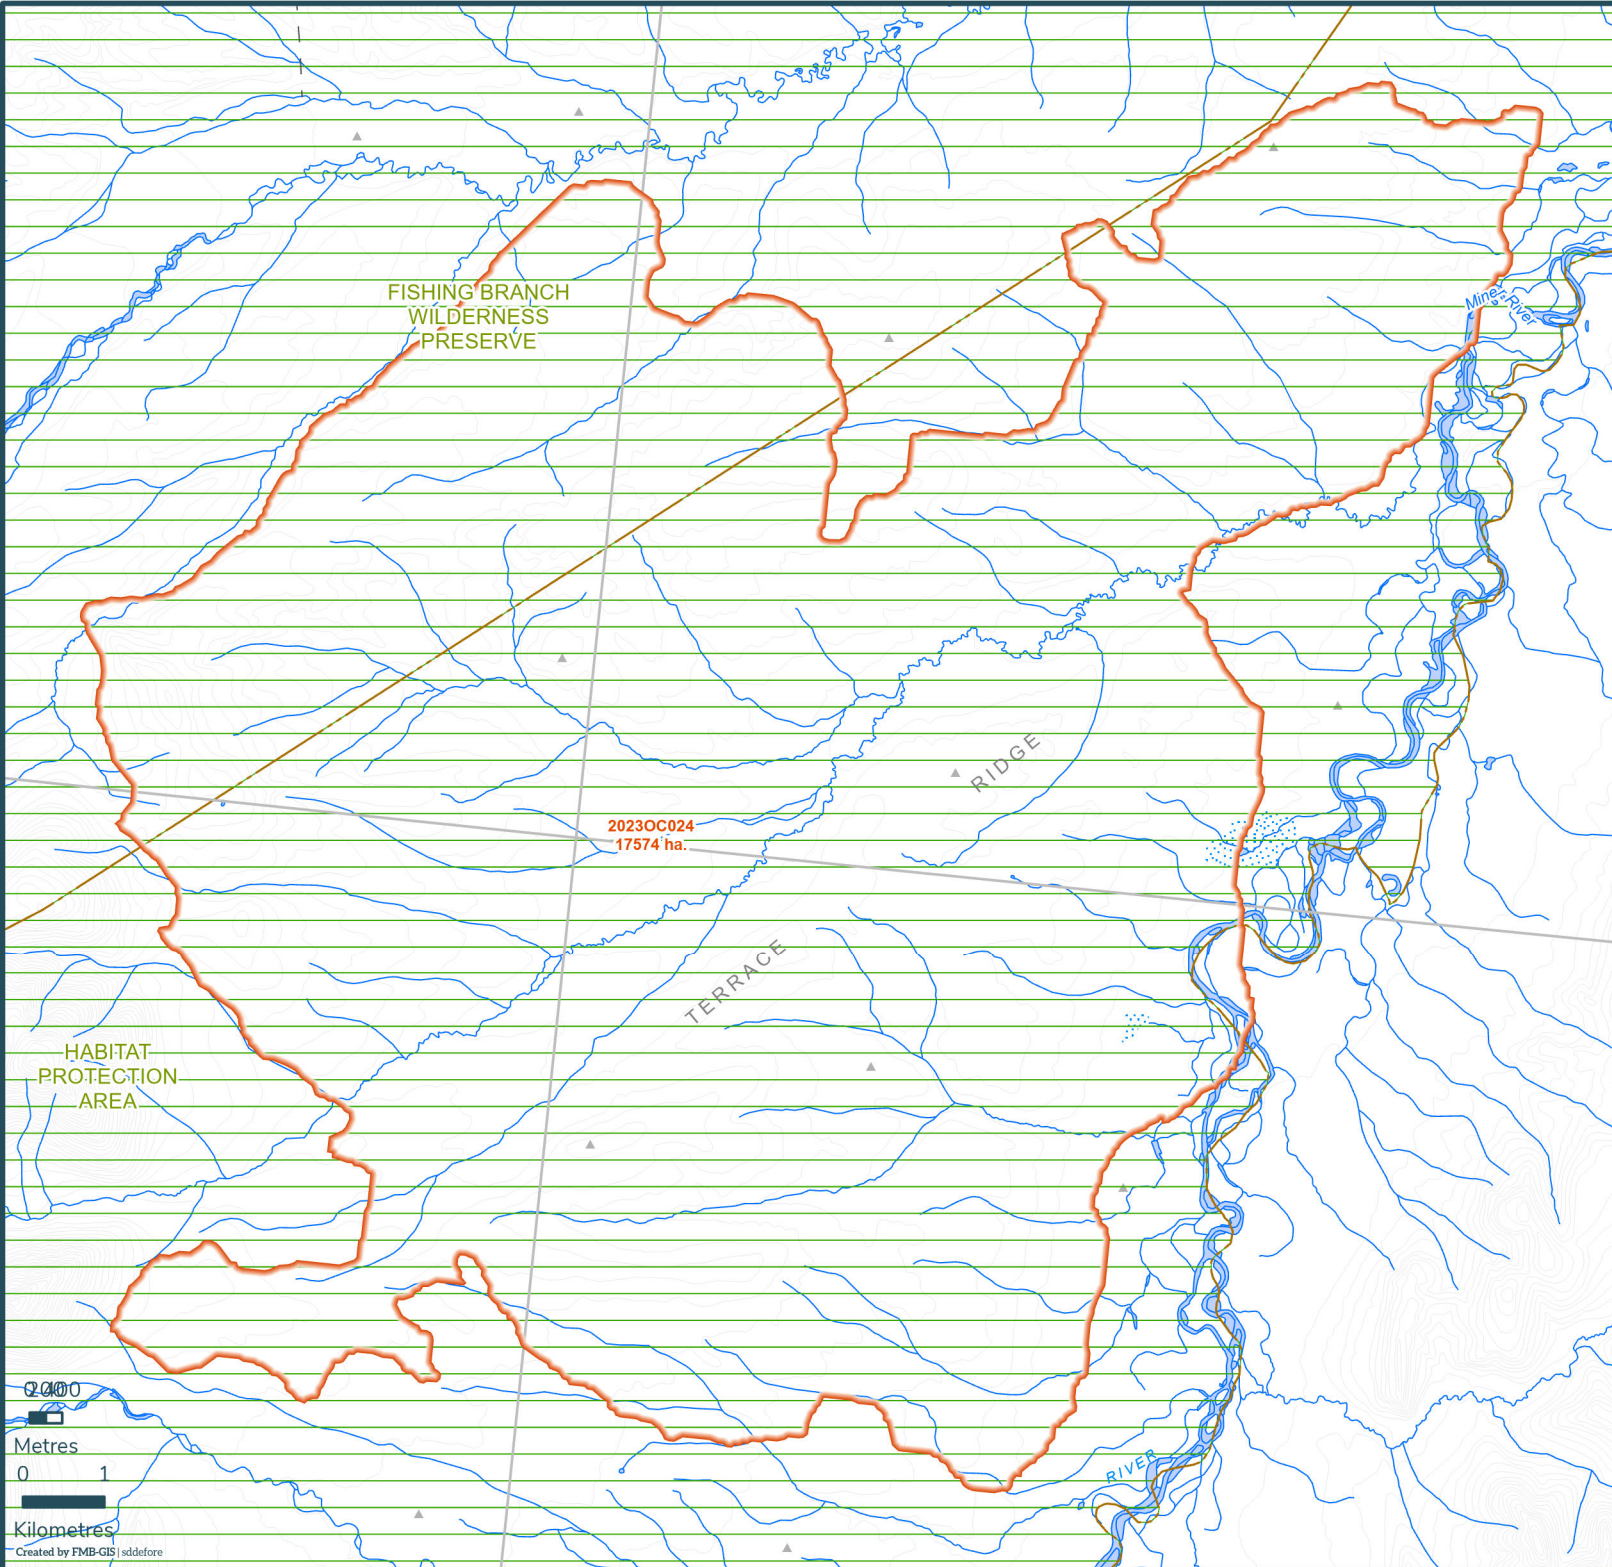 FISHING BRANCH
WILDERNESS
PRESERVE
Miner River
RIDGE
2023OC024
17574 ha.
TERRACE
HABITAT
PROTECTION
AREA
Metres
0 1
Kilometres
RIVER
Created by FMB-GIS | sddefore